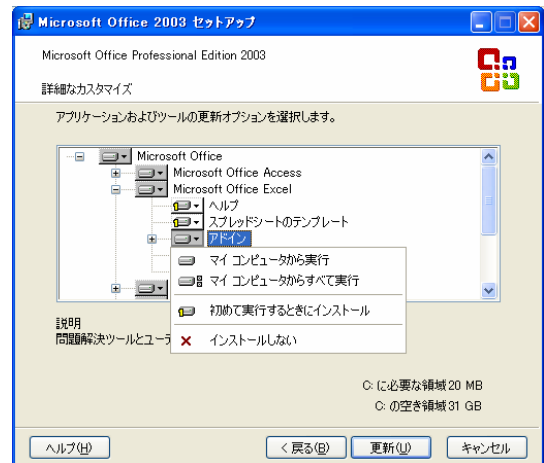 Microsoft Office 2003 セットアップ
Microsoft Office Professional Edition 2003
詳細なカスタマイズ
アプリケーションおよびツールの更新オプションを選択します。
Microsoft Office
Microsoft Office Access
Microsoft Office Excel
ヘルプ
スプレッドシートのテンプレート
アドイン
マイ コンピュータから実行
マイ コンピュータからすべて実行
初めて実行するときにインストール
インストールしない
説明
問題解決ツールとユーテ
C: に必要な領域 20 MB
C: の空き領域 31 GB
ヘルプ(H)
< 戻る(B)
更新(U)
キャンセル